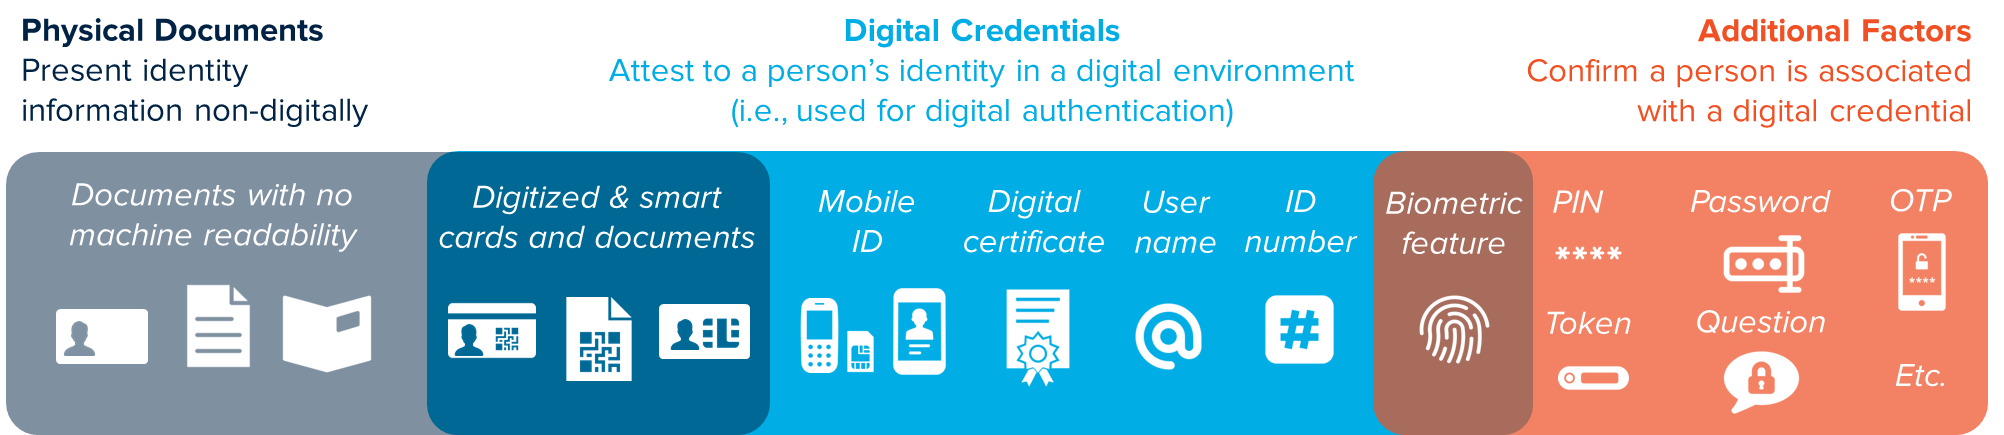 Physical Documents
Present identity
information non-digitally
Digital Credentials
Attest to a person's identity in a digital environment
(i.e., used for digital authentication)
Additional Factors
Confirm a person is associated
with a digital credential
Documents with no
machine readability
Digitized & smart
cards and documents
Mobile
ID
Digital
certificate
User
name
ID
number
#
Biometric
feature
PIN
****
Password
OTP
****
Token
Question
Etc.